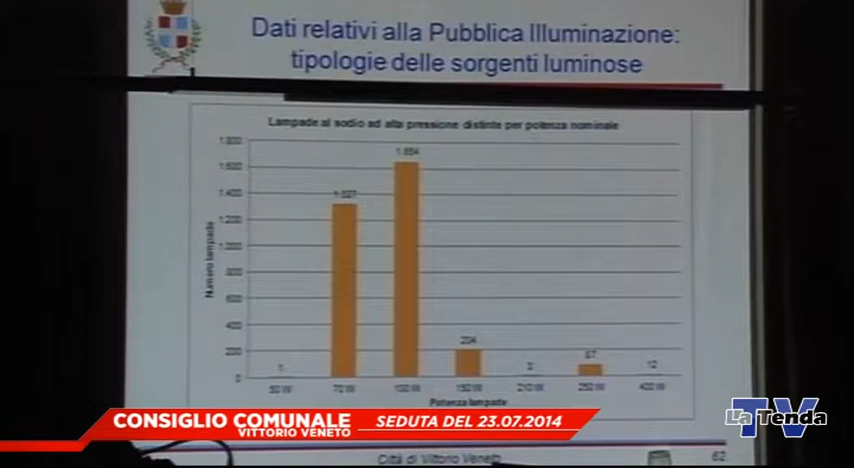 Dati relativi alla Pubblica Illuminazione:
tipologie delle sorgenti luminose
Lampade al sodio ad alta pressione distinte per potenza nominale
1.800
1.600
1.400
1.200
1.000
800
600
400
200
0
Numero lampade
1
204
12
50 W
70 W
100 W
150 W
210 W
250 W
400 W
Potenza lampade
CONSIGLIO COMUNALE
VITTORIO VENETO
SEDUTA DEL 23.07.2014
La Tenda
TV
Città di Vittorio Veneto
62